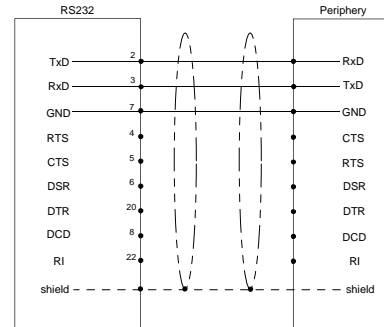 RS232 Periphery
TxD 2 RxD
RxD 3 TxD
GND 7 GND
RTS 4 CTS
CTS 5 RTS
DSR 6 DSR
DTR 20 DTR
DCD 8 DCD
RI 22 RI
shield shield